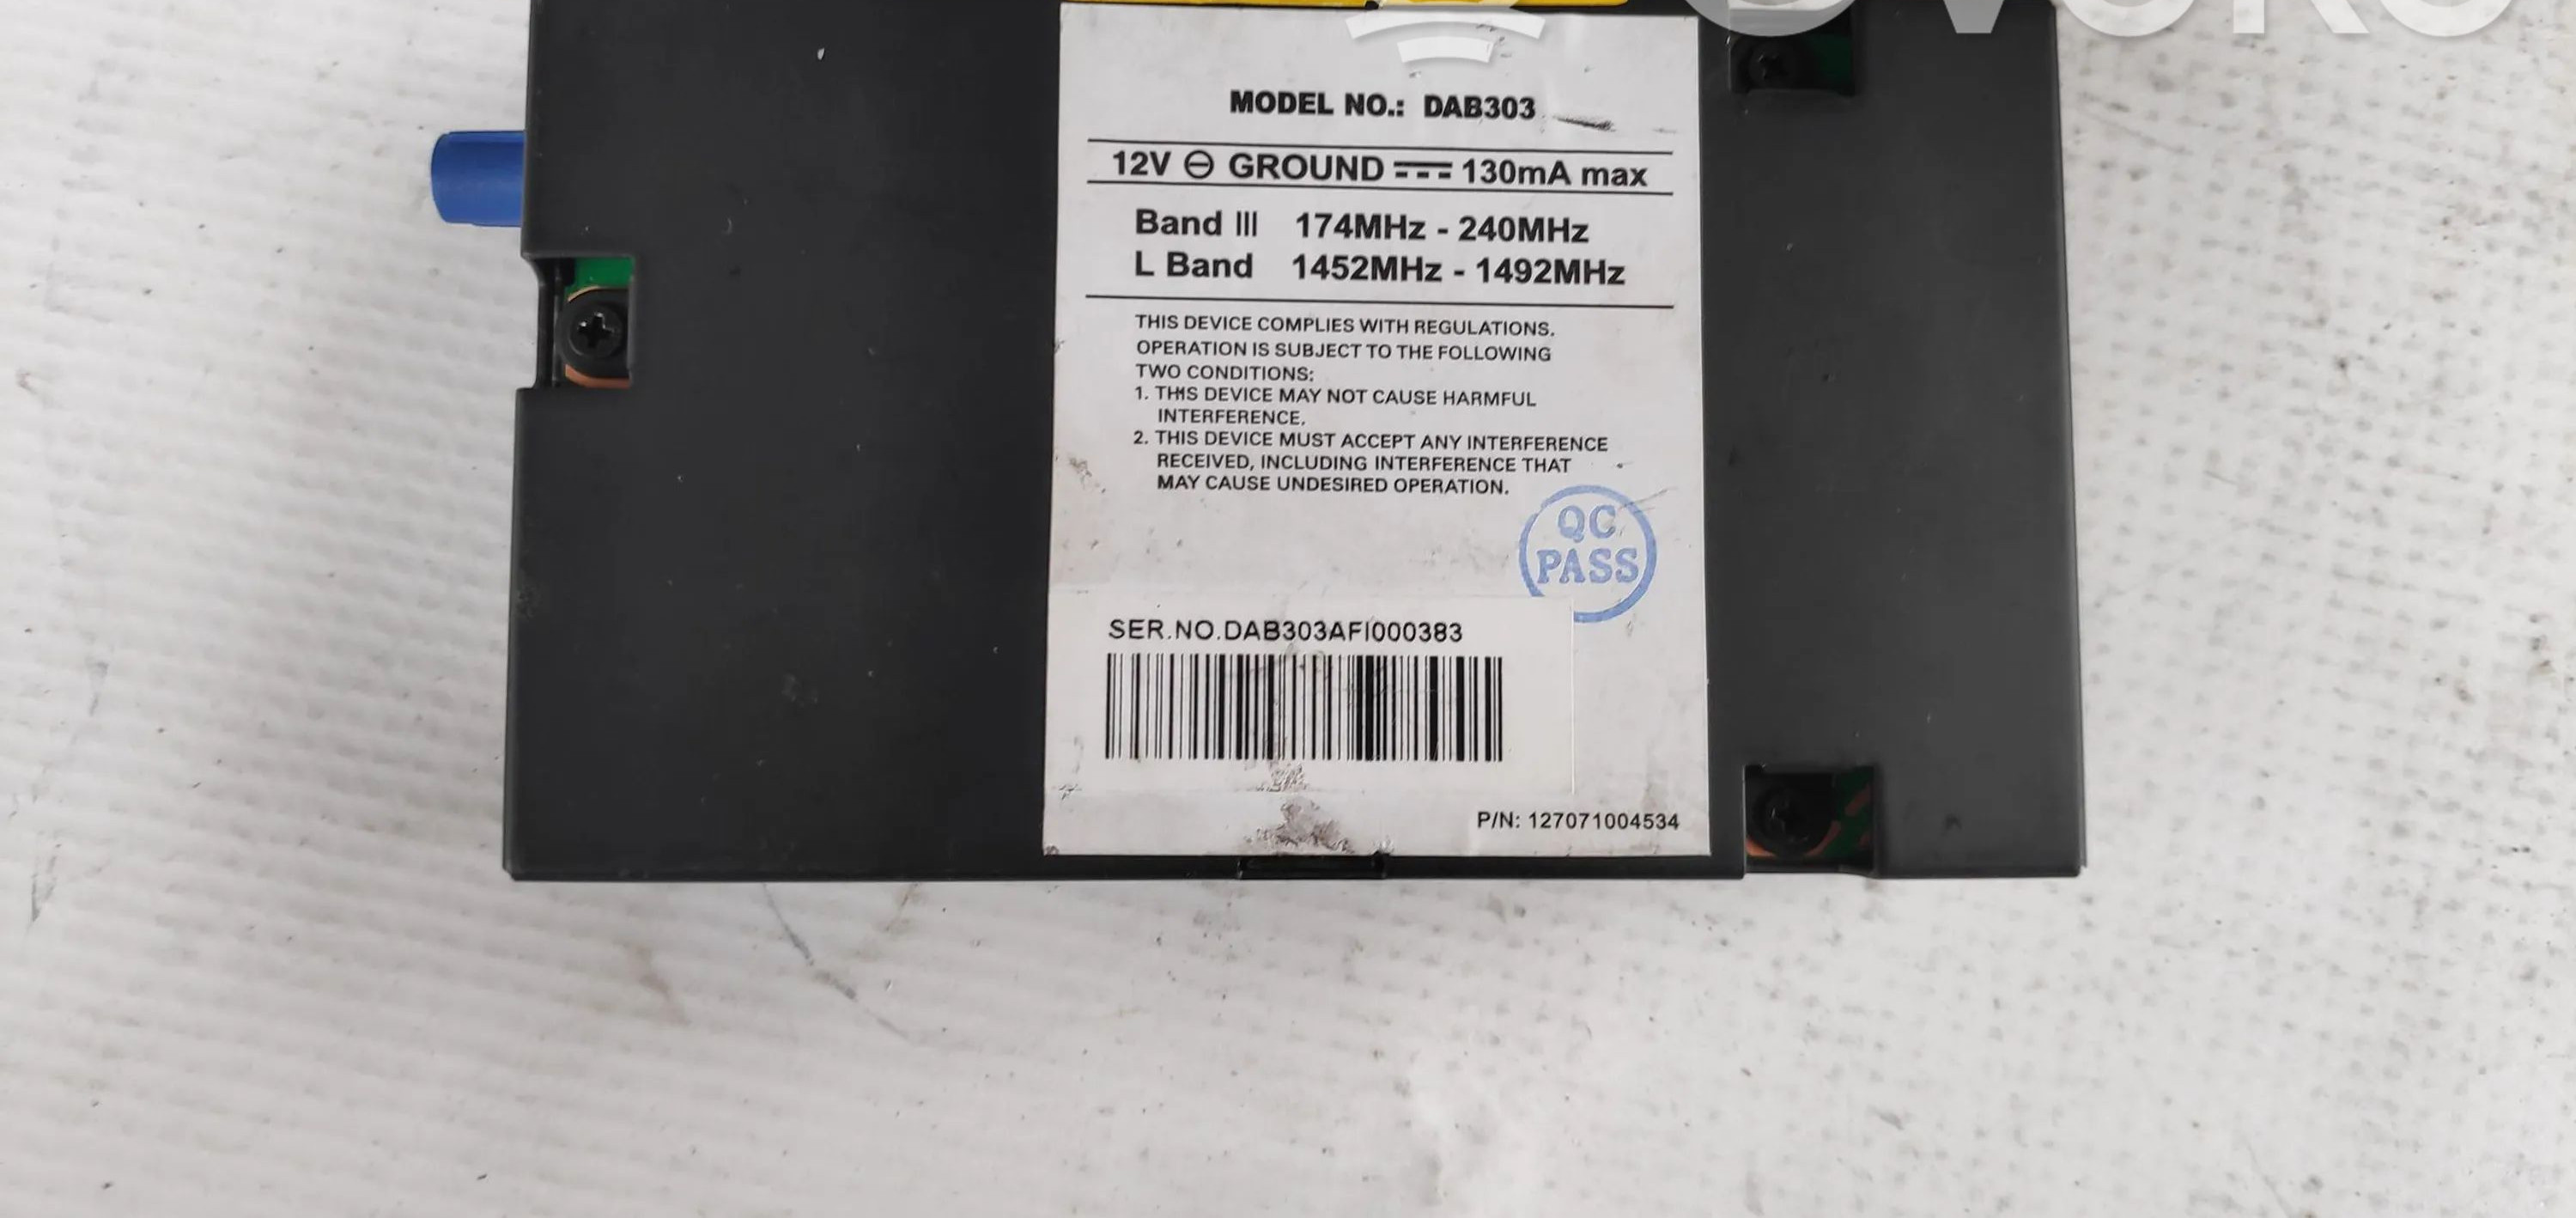 MODEL NO.: DAB303
12V ⊖ GROUND ⎓ 130mA max
Band III 174MHz - 240MHz
L Band 1452MHz - 1492MHz
THIS DEVICE COMPLIES WITH REGULATIONS.
OPERATION IS SUBJECT TO THE FOLLOWING
TWO CONDITIONS:
1. THIS DEVICE MAY NOT CAUSE HARMFUL
INTERFERENCE.
2. THIS DEVICE MUST ACCEPT ANY INTERFERENCE
RECEIVED, INCLUDING INTERFERENCE THAT
MAY CAUSE UNDESIRED OPERATION.
QC
PASS
SER.NO.DAB303AFI000383
P/N: 127071004534